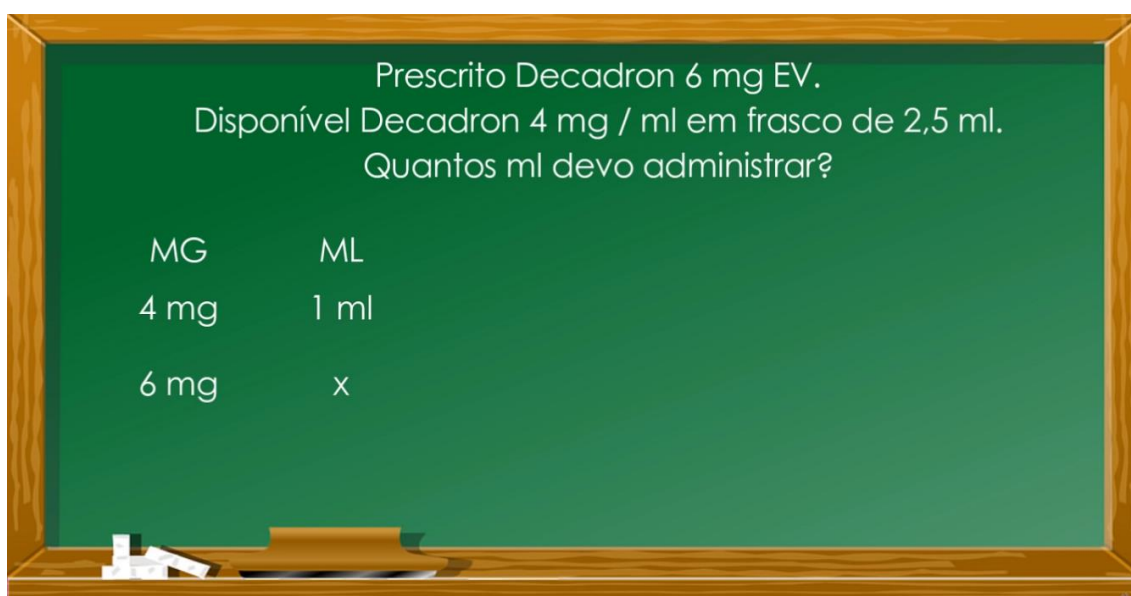 Prescrito Decadron 6 mg EV.
Disponível Decadron 4 mg / ml em frasco de 2,5 ml.
Quantos ml devo administrar?
MG ML
4 mg 1 ml
6 mg x